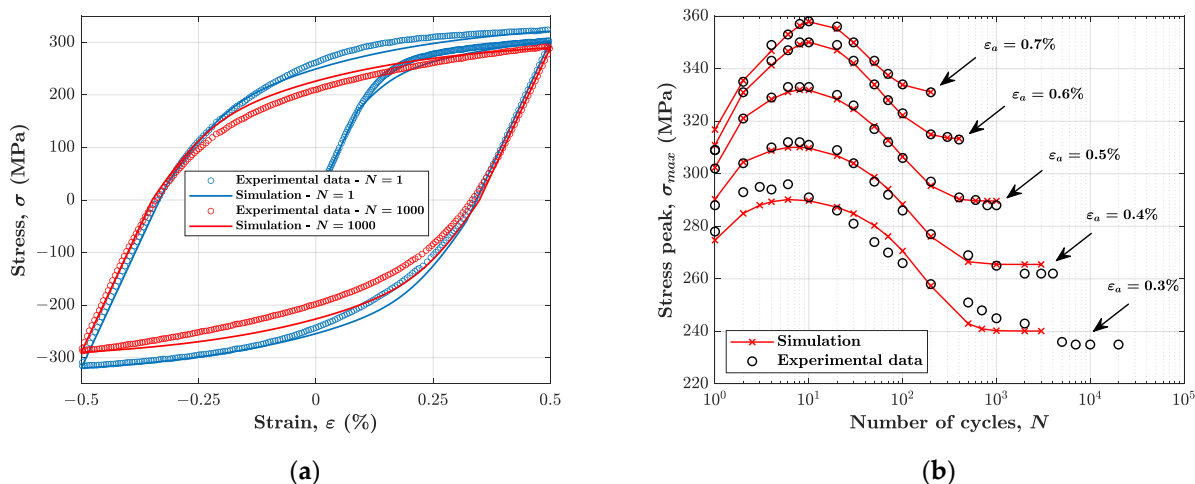 300
200
100
0
−100
−200
−300
Stress, σ (MPa)
Experimental data - N = 1
Simulation - N = 1
Experimental data - N = 1000
Simulation - N = 1000
−0.5
−0.25
0
0.25
0.5
Strain, ε (%)
(a)
360
340
320
300
280
260
240
220
Stress peak, σmax (MPa)
εa = 0.7%
εa = 0.6%
εa = 0.5%
εa = 0.4%
εa = 0.3%
Simulation
Experimental data
10^0
10^1
10^2
10^3
10^4
10^5
Number of cycles, N
(b)